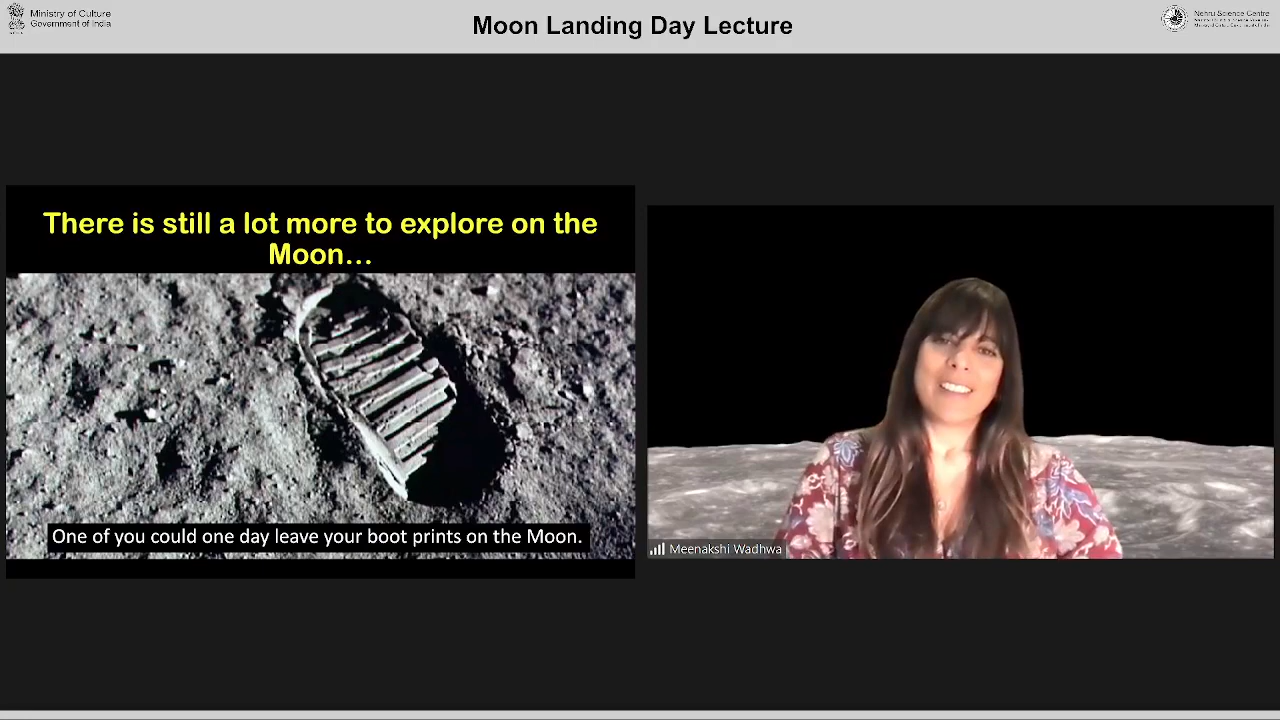 Ministry of Culture
Government of India
Moon Landing Day Lecture
Nehru Science Centre
There is still a lot more to explore on the
Moon...
One of you could one day leave your boot prints on the Moon.
Meenakshi Wadhwa